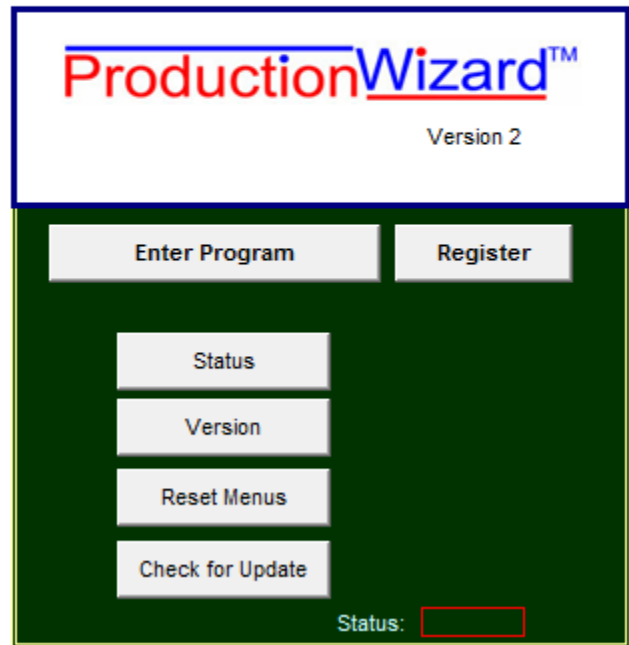 ProductionWizard™
Version 2
Enter Program
Register
Status
Version
Reset Menus
Check for Update
Status: